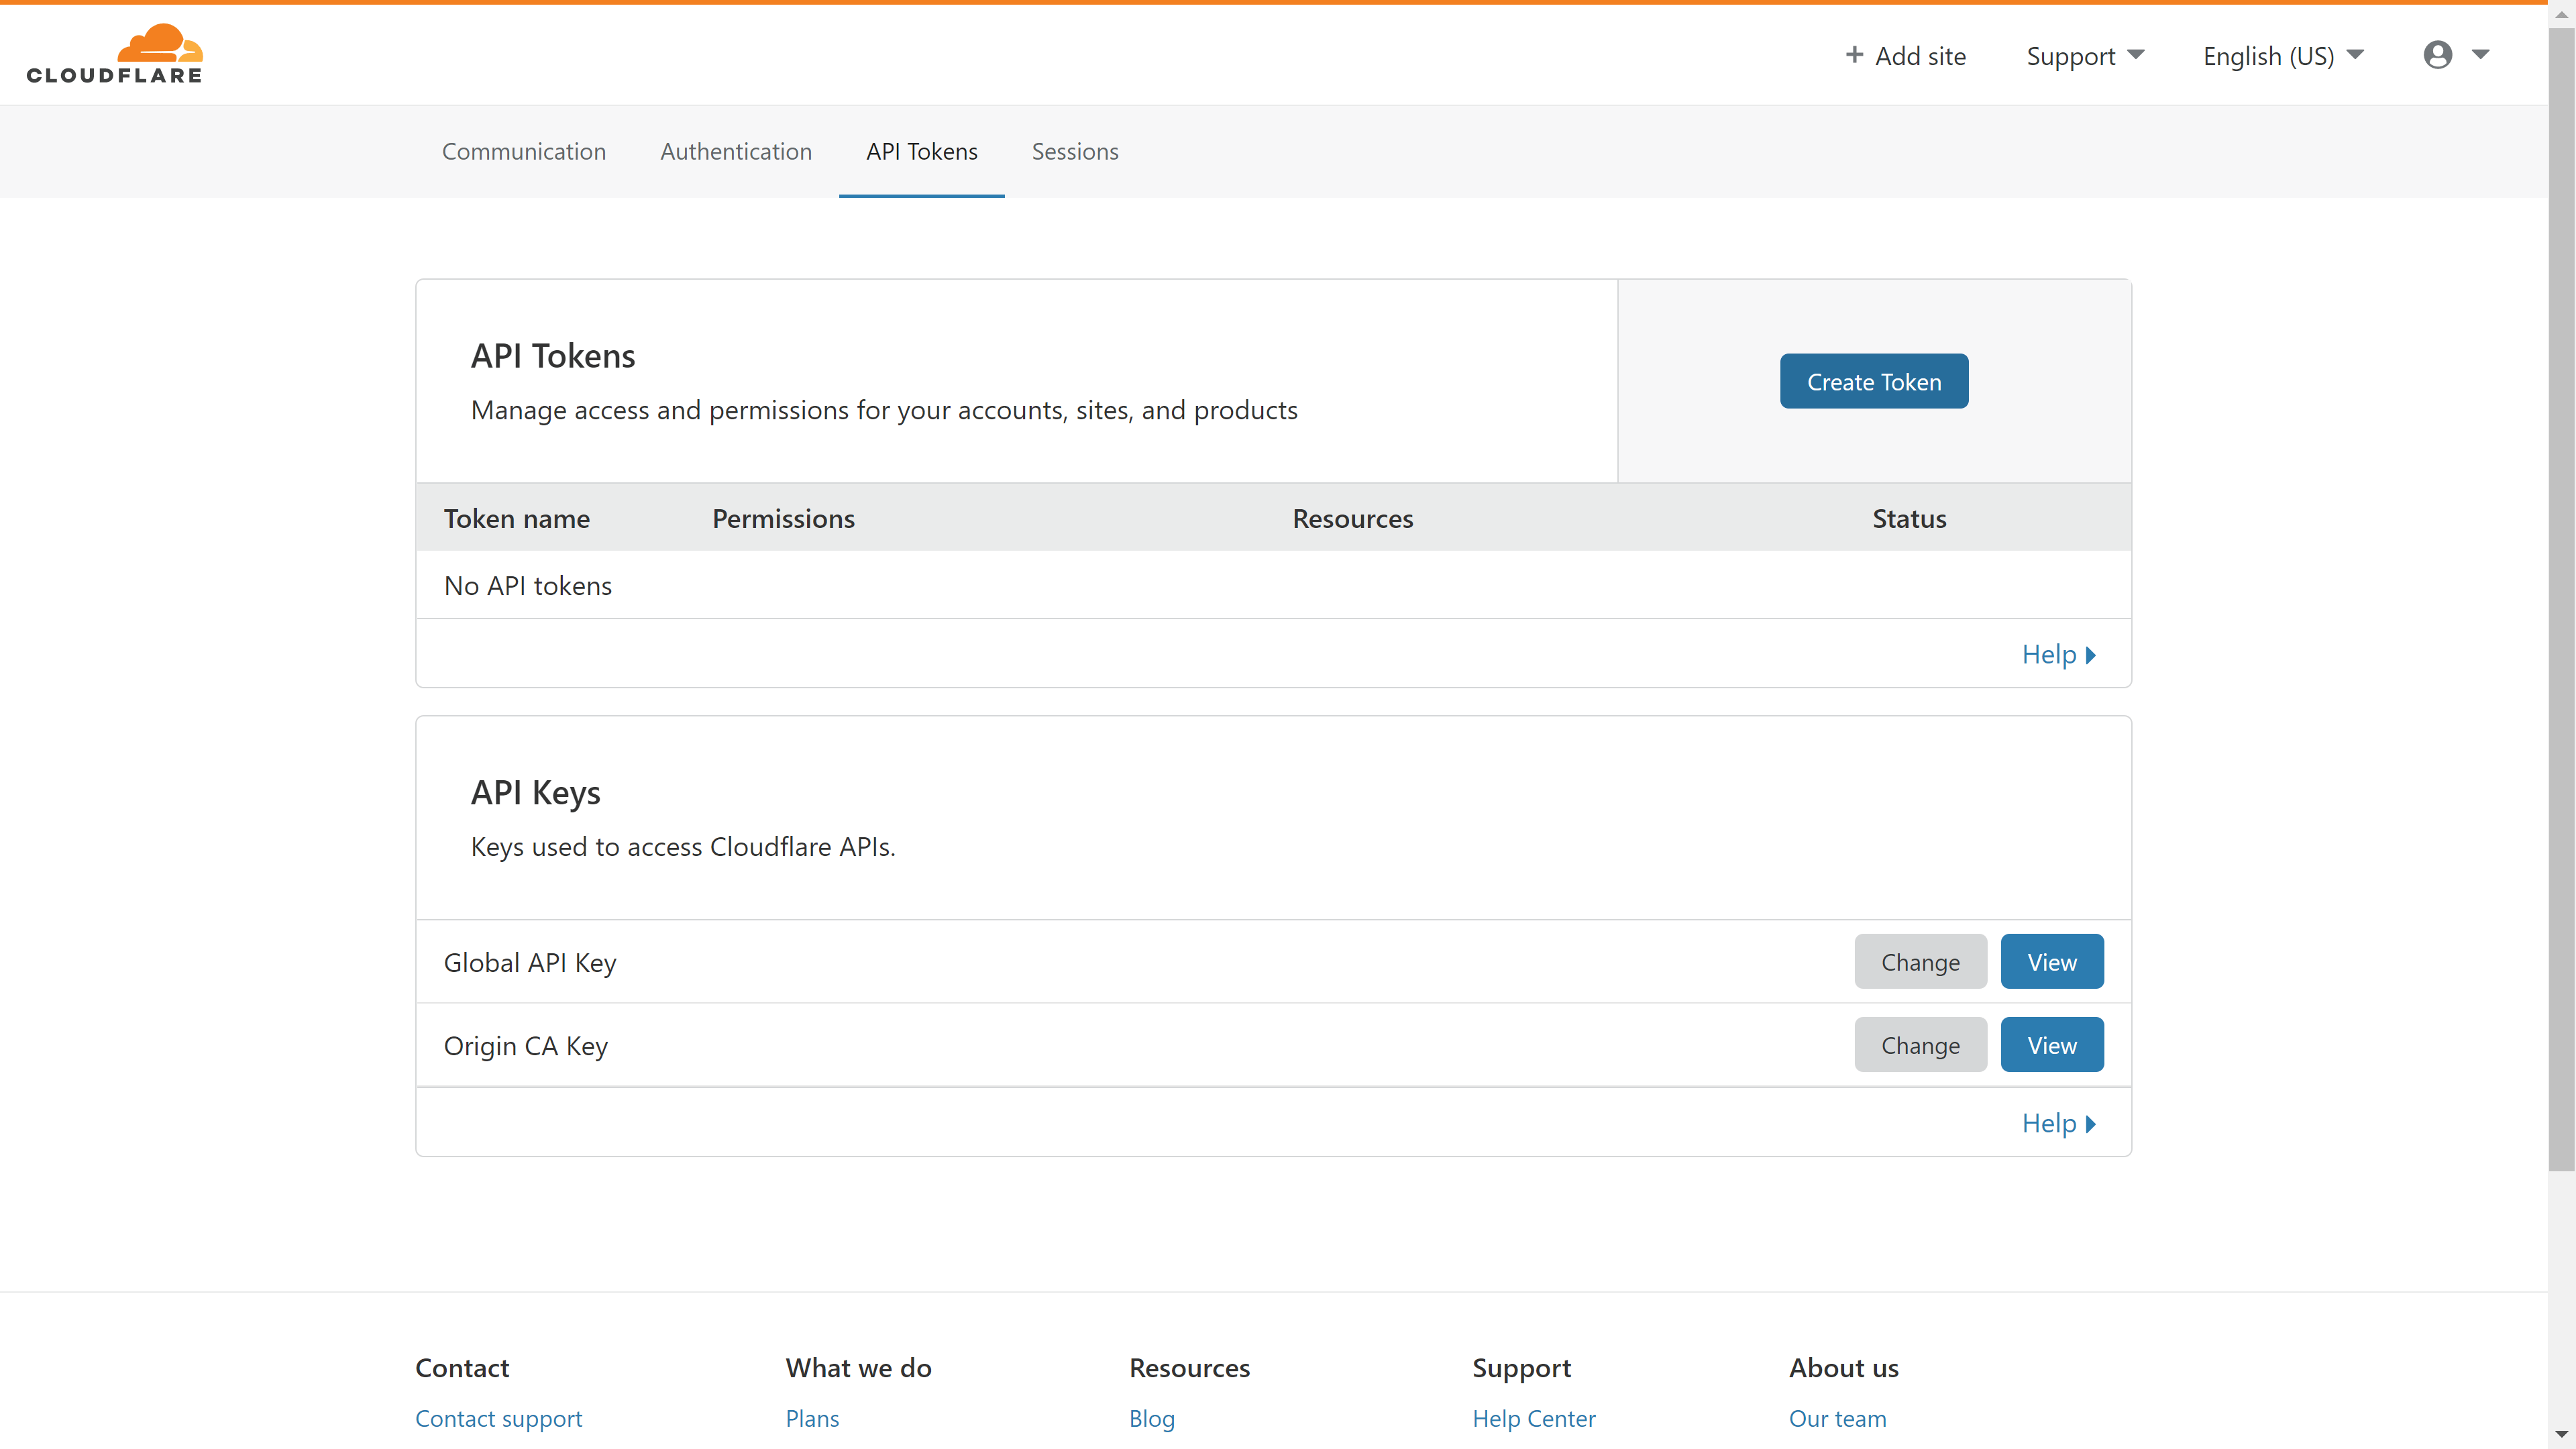 CLOUDFLARE
+ Add site
Support
English (US)
Communication
Authentication
API Tokens
Sessions
API Tokens
Manage access and permissions for your accounts, sites, and products
Create Token
Token name Permissions Resources Status
No API tokens
Help
API Keys
Keys used to access Cloudflare APIs.
Global API Key
Change
View
Origin CA Key
Change
View
Help
Contact
Contact support
What we do
Plans
Resources
Blog
Support
Help Center
About us
Our team